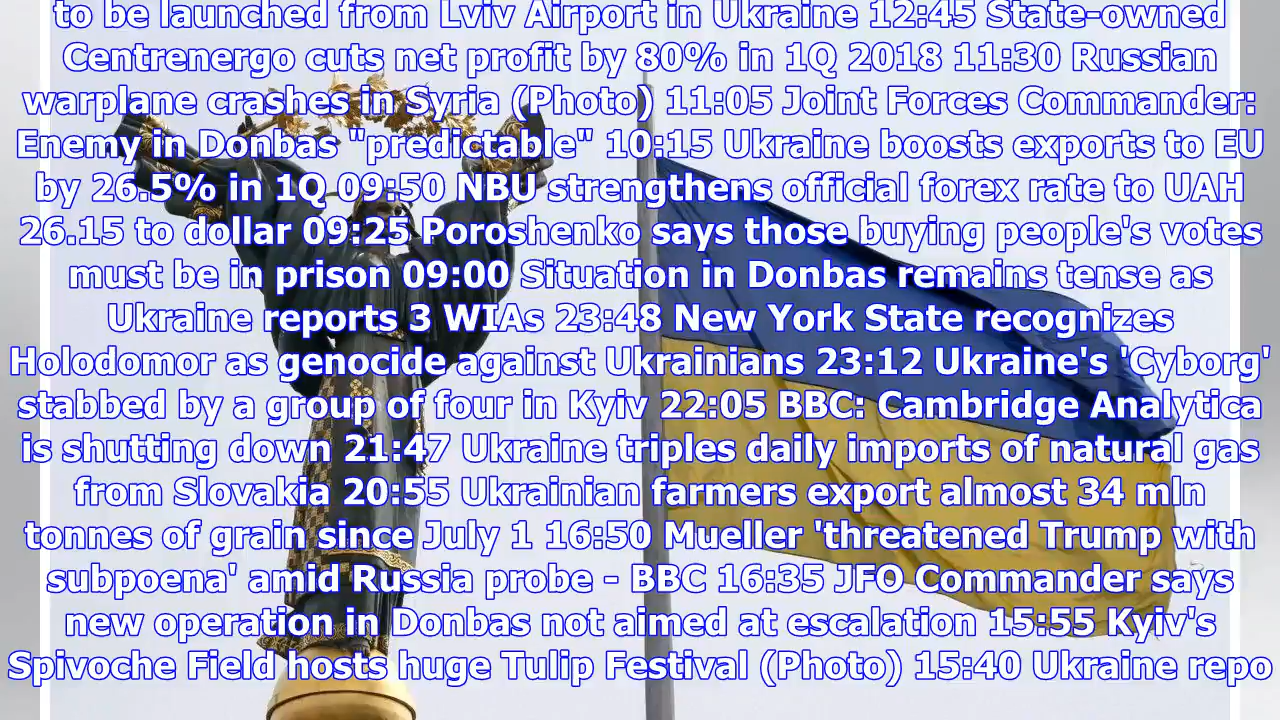 to be launched from Lviv Airport in Ukraine 12:45 State-owned
Centrenergo cuts net profit by 80% in 1Q 2018 11:30 Russian
warplane crashes in Syria (Photo) 11:05 Joint Forces Commander:
Enemy in Donbas "predictable" 10:15 Ukraine boosts exports to EU
by 26.5% in 1Q 09:50 NBU strengthens official forex rate to UAH
26.15 to dollar 09:25 Poroshenko says those buying people's votes
must be in prison 09:00 Situation in Donbas remains tense as
Ukraine reports 3 WIAs 23:48 New York State recognizes
Holodomor as genocide against Ukrainians 23:12 Ukraine's 'Cyborg'
stabbed by a group of four in Kyiv 22:05 BBC: Cambridge Analytica
is shutting down 21:47 Ukraine triples daily imports of natural gas
from Slovakia 20:55 Ukrainian farmers export almost 34 mln
tonnes of grain since July 1 16:50 Mueller 'threatened Trump with
subpoena' amid Russia probe - BBC 16:35 JFO Commander says
new operation in Donbas not aimed at escalation 15:55 Kyiv's
Spivoche Field hosts huge Tulip Festival (Photo) 15:40 Ukraine repo